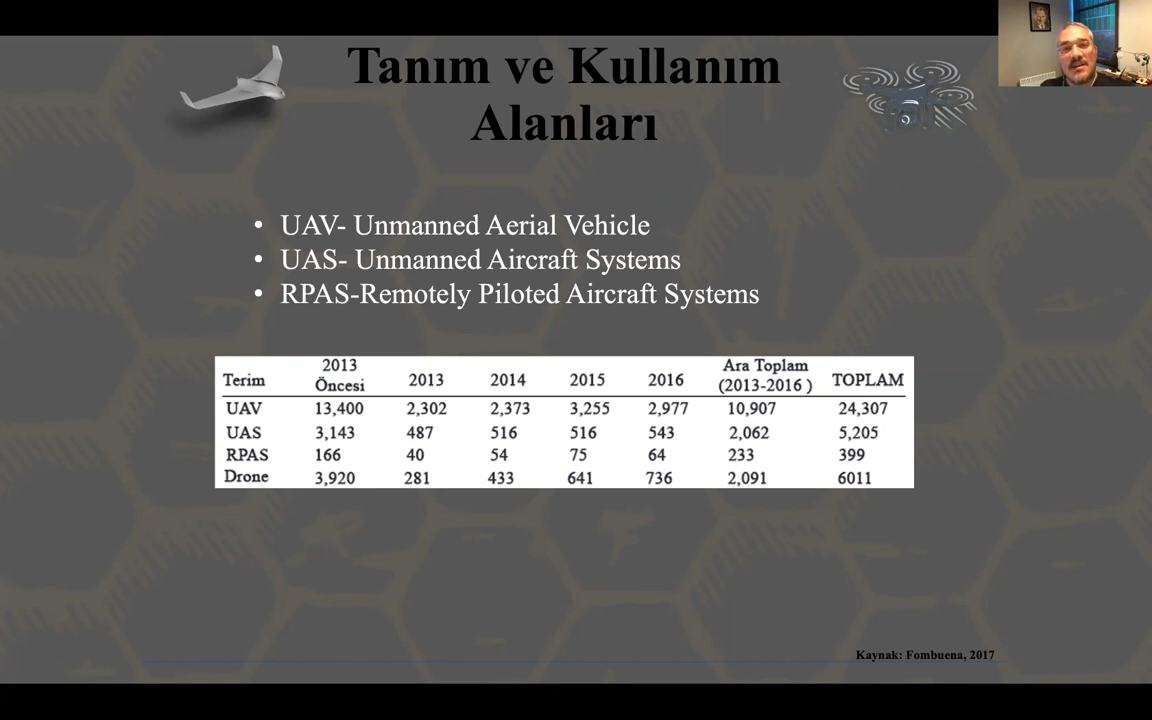 Tanım ve Kullanım
Alanları
• UAV- Unmanned Aerial Vehicle
• UAS- Unmanned Aircraft Systems
• RPAS-Remotely Piloted Aircraft Systems
Terim 2013 Öncesi 2013 2014 2015 2016 Ara Toplam (2013-2016 ) TOPLAM
UAV 13,400 2,302 2,373 3,255 2,977 10,907 24,307
UAS 3,143 487 516 516 543 2,062 5,205
RPAS 166 40 54 75 64 233 399
Drone 3,920 281 433 641 736 2,091 6011
Kaynak: Fombuena, 2017